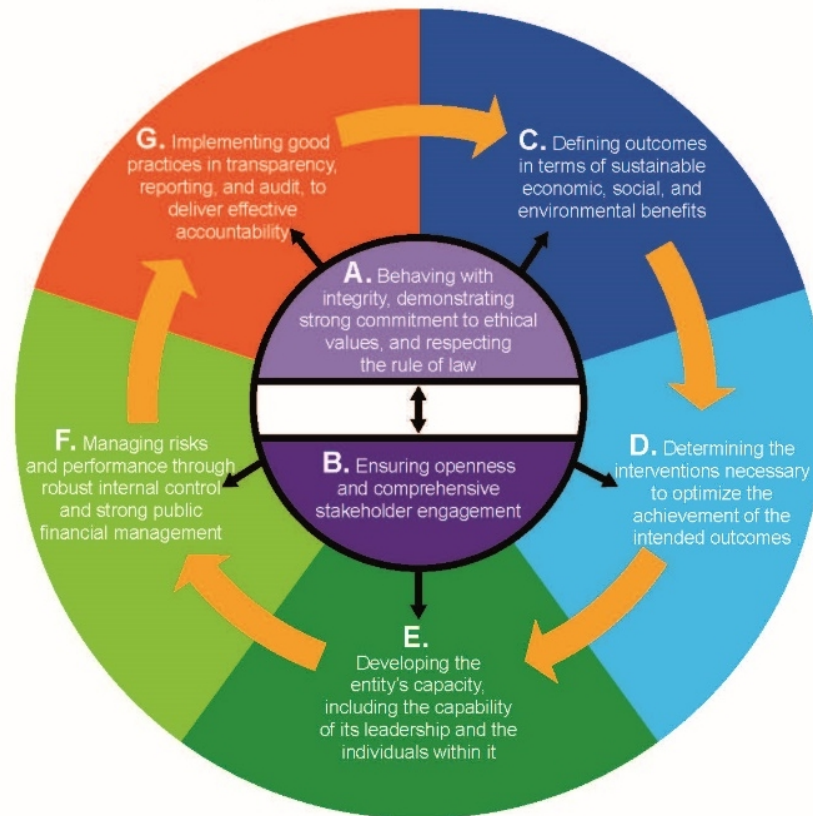 G. Implementing good
practices in transparency,
reporting, and audit, to
deliver effective
accountability
C. Defining outcomes
in terms of sustainable
economic, social, and
environmental benefits
A. Behaving with
integrity, demonstrating
strong commitment to ethical
values, and respecting
the rule of law
B. Ensuring openness
and comprehensive
stakeholder engagement
D. Determining the
interventions necessary
to optimize the
achievement of the
intended outcomes
F. Managing risks
and performance through
robust internal control
and strong public
financial management
E.
Developing the
entity's capacity,
including the capability
of its leadership and the
individuals within it